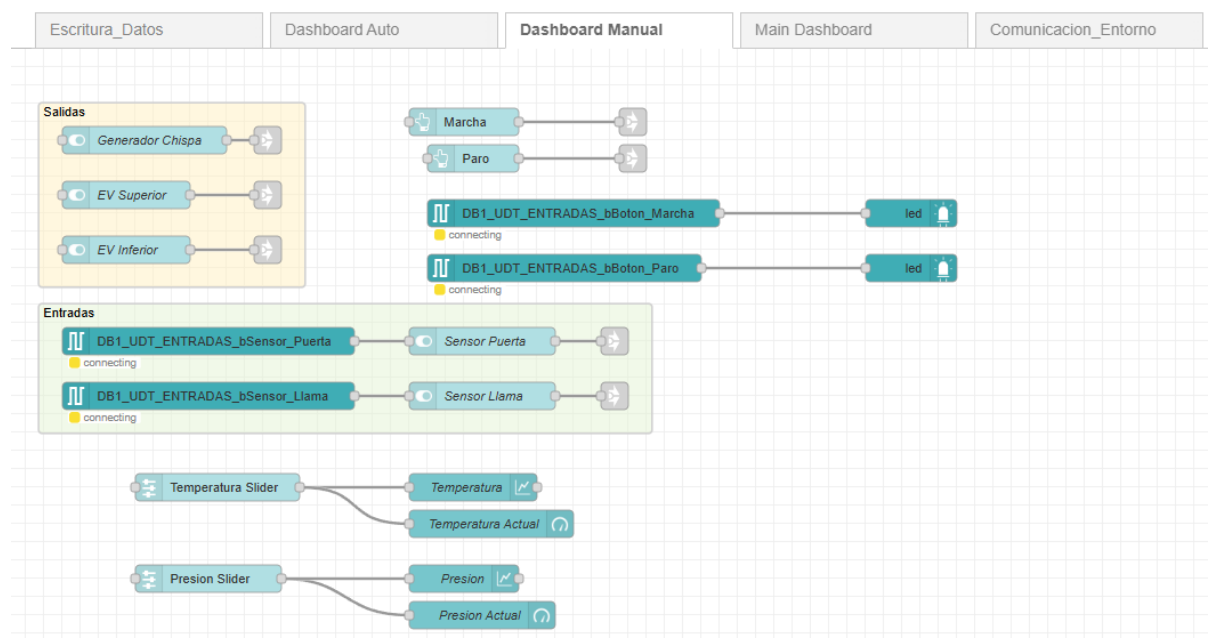 Escritura_Datos
Dashboard Auto
Dashboard Manual
Main Dashboard
Comunicacion_Entorno
Salidas
Generador Chispa
EV Superior
EV Inferior
Marcha
Paro
DB1_UDT_ENTRADAS_bBoton_Marcha
led
connecting
DB1_UDT_ENTRADAS_bBoton_Paro
led
connecting
Entradas
DB1_UDT_ENTRADAS_bSensor_Puerta
Sensor Puerta
connecting
DB1_UDT_ENTRADAS_bSensor_Llama
Sensor Llama
connecting
Temperatura Slider
Temperatura
Temperatura Actual
Presion Slider
Presion
Presion Actual